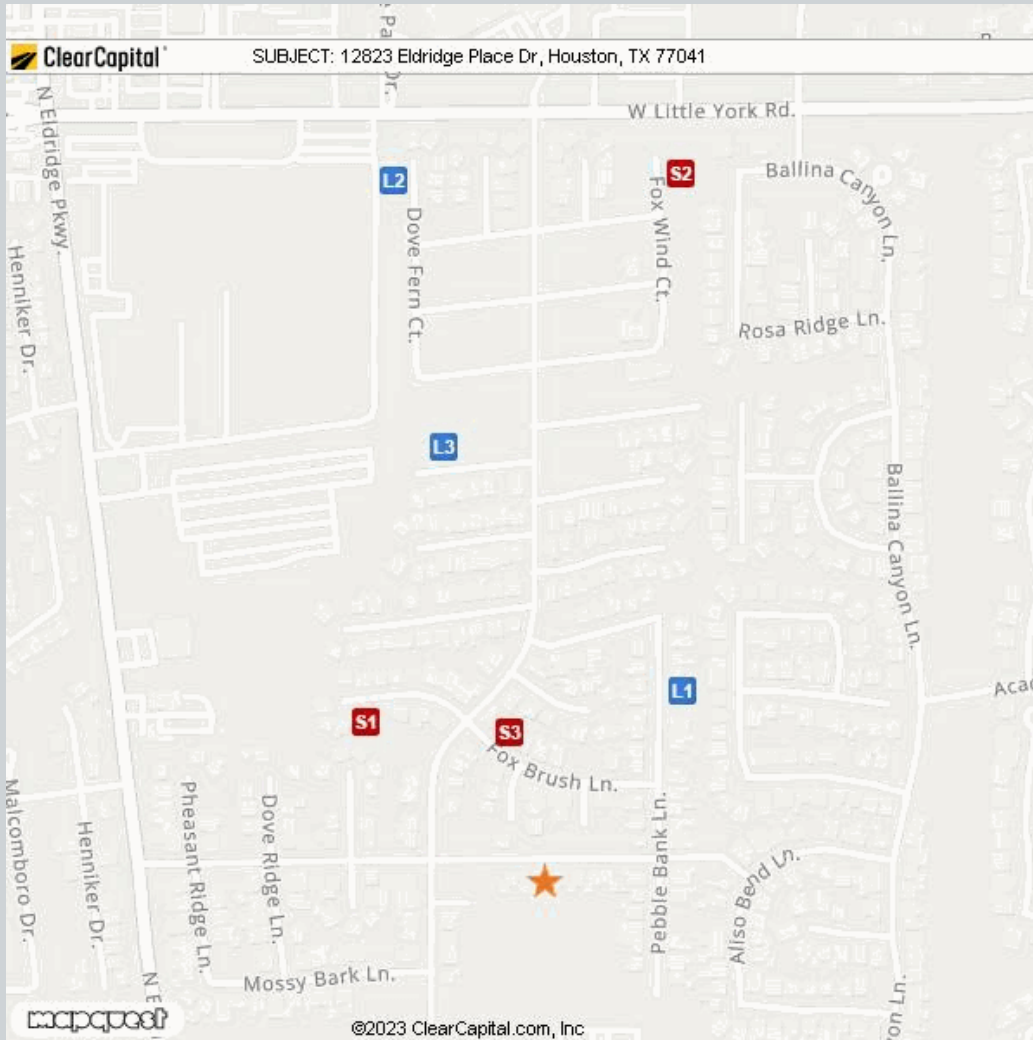 ClearCapital
SUBJECT: 12823 Eldridge Place Dr, Houston, TX 77041
Dr.
N Eldridge Pkwy.
W Little York Rd.
L2
S2
Ballina Canyon Ln.
Dove Fern Ct.
Fox Wind Ct.
Henniker Dr.
Rosa Ridge Ln.
L3
Ballina Canyon Ln.
L1
S1
S3
Fox Brush Ln.
Malcomboro Dr.
Henniker Dr.
Pheasant Ridge Ln.
Dove Ridge Ln.
Pebble Bank Ln.
Aliso Bend Ln.
Mossy Bark Ln.
mapquest
©2023 ClearCapital.com, Inc